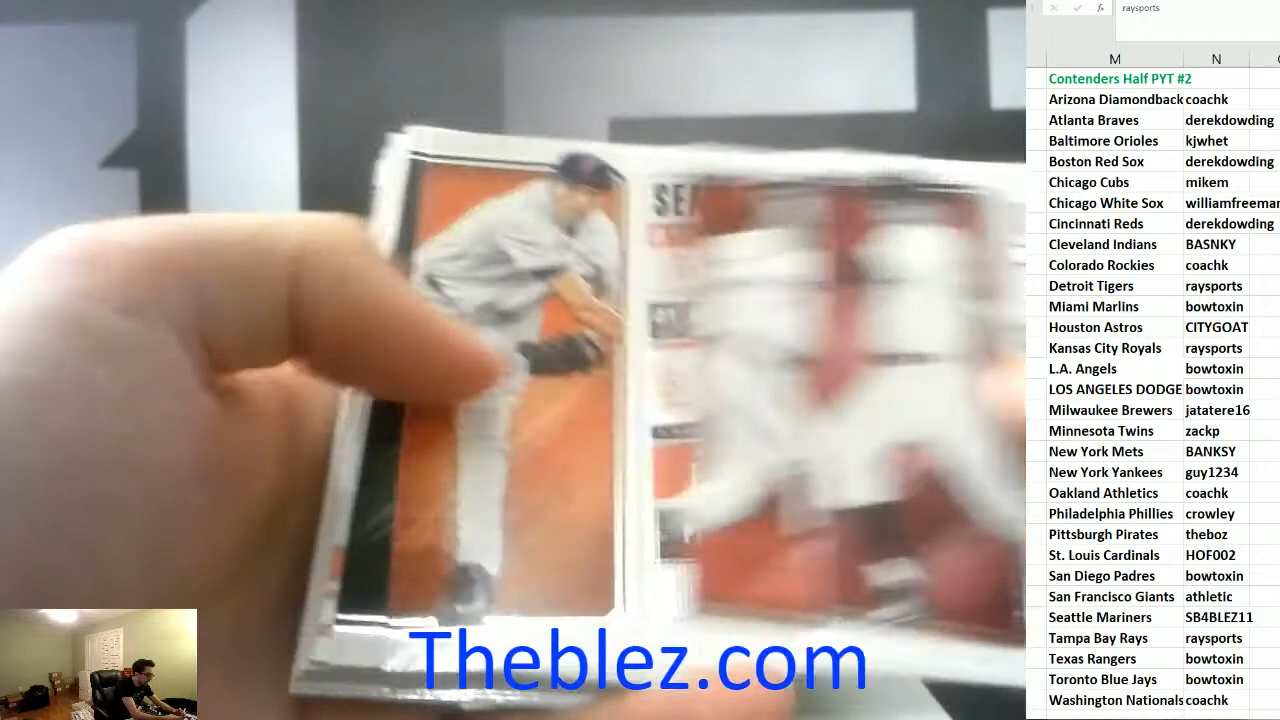 raysports
M N
Contenders Half PYT #2
Arizona Diamondback coachk
Atlanta Braves derekdowding
Baltimore Orioles kjwhet
Boston Red Sox derekdowding
Chicago Cubs mikem
Chicago White Sox williamfreeman
Cincinnati Reds derekdowding
Cleveland Indians BASNKY
Colorado Rockies coachk
Detroit Tigers raysports
Miami Marlins bowtoxin
Houston Astros CITYGOAT
Kansas City Royals raysports
L.A. Angels bowtoxin
LOS ANGELES DODGE bowtoxin
Milwaukee Brewers jatatere16
Minnesota Twins zackp
New York Mets BANKSY
New York Yankees guy1234
Oakland Athletics coachk
Philadelphia Phillies crowley
Pittsburgh Pirates theboz
St. Louis Cardinals HOF002
San Diego Padres bowtoxin
San Francisco Giants athletic
Seattle Mariners SB4BLEZ11
Tampa Bay Rays raysports
Texas Rangers bowtoxin
Toronto Blue Jays bowtoxin
Washington Nationals coachk
Theblez.com